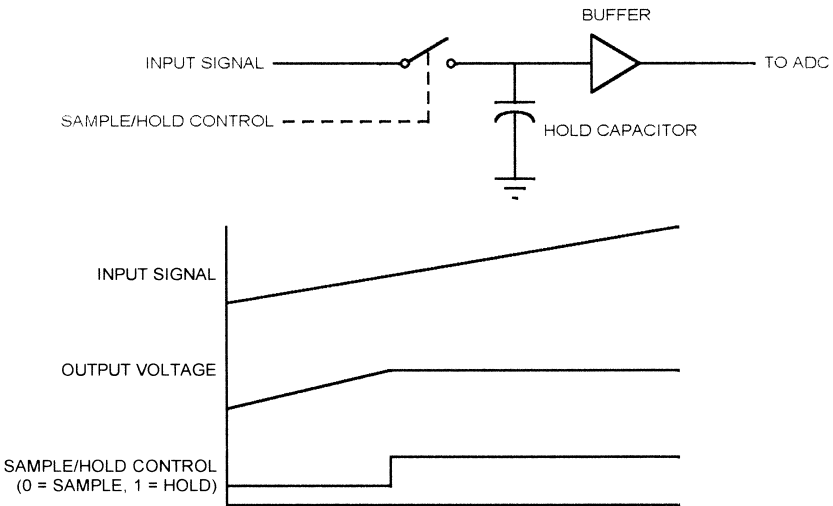 BUFFER
INPUT SIGNAL
TO ADC
SAMPLE/HOLD CONTROL
HOLD CAPACITOR
INPUT SIGNAL
OUTPUT VOLTAGE
SAMPLE/HOLD CONTROL
(0 = SAMPLE, 1 = HOLD)